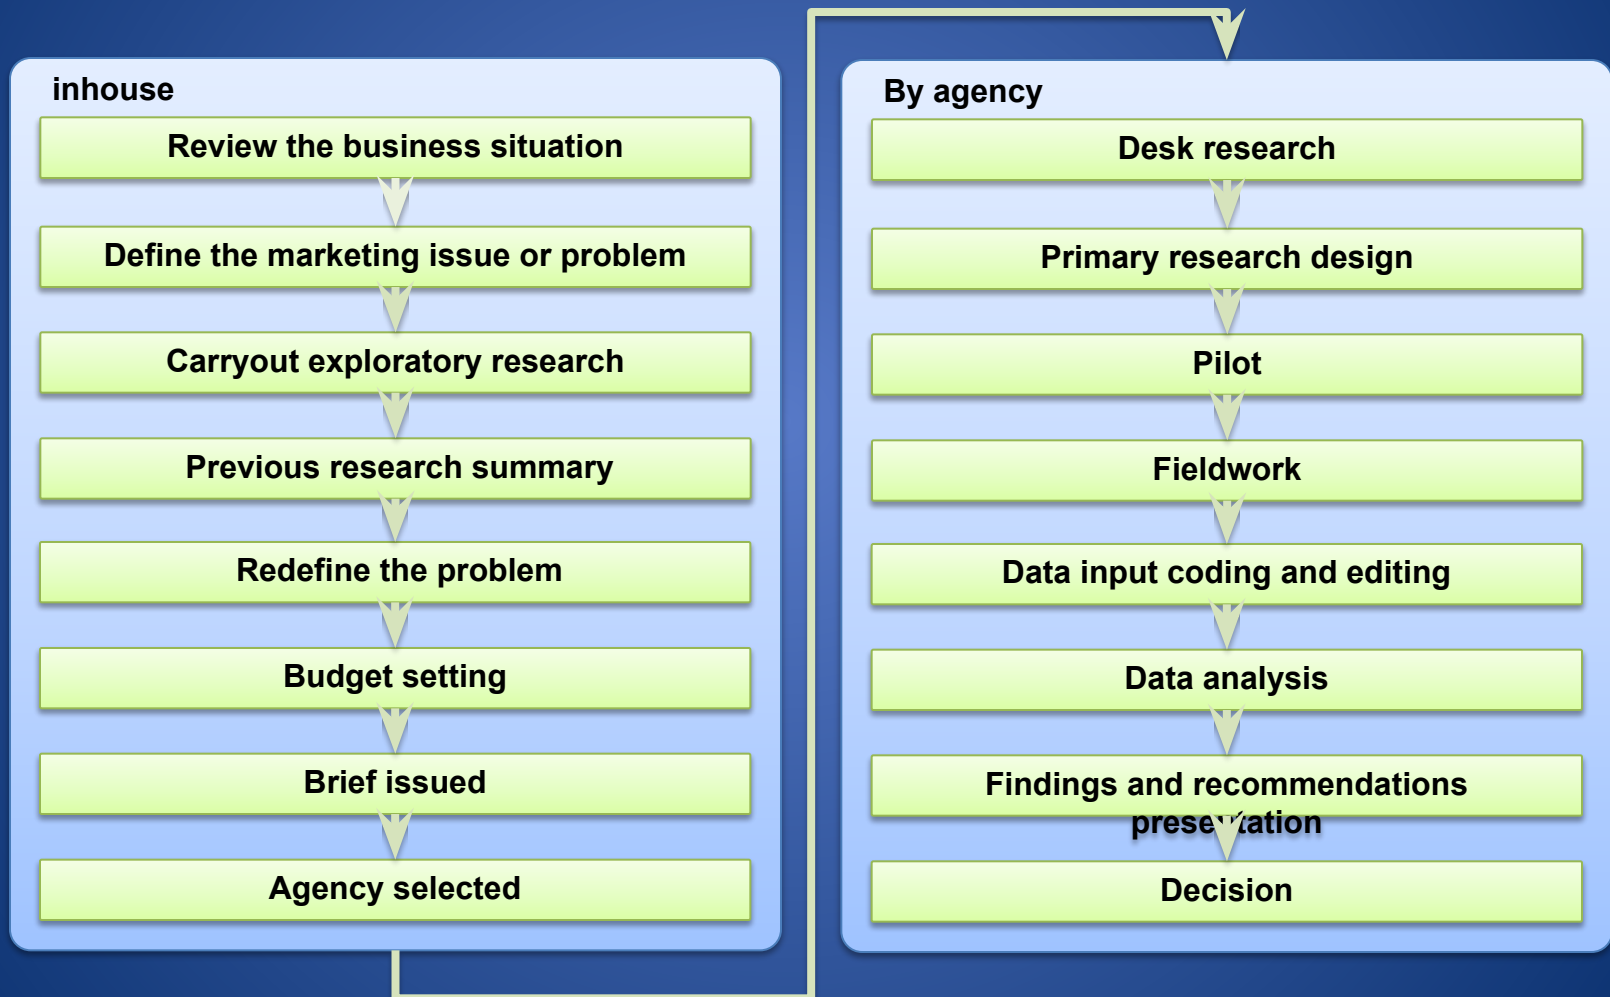 inhouse
Review the business situation
Define the marketing issue or problem
Carryout exploratory research
Previous research summary
Redefine the problem
Budget setting
Brief issued
Agency selected
By agency
Desk research
Primary research design
Pilot
Fieldwork
Data input coding and editing
Data analysis
Findings and recommendations
presentation
Decision